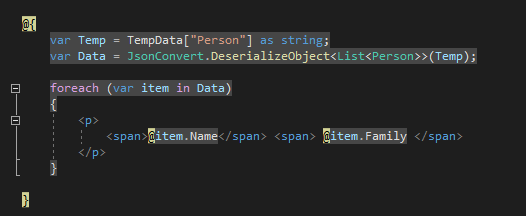 @{
var Temp = TempData["Person"] as string;
var Data = JsonConvert.DeserializeObject<List<Person>>(Temp);
foreach (var item in Data)
{
<p>
<span>@item.Name</span> <span> @item.Family </span>
</p>
}
}